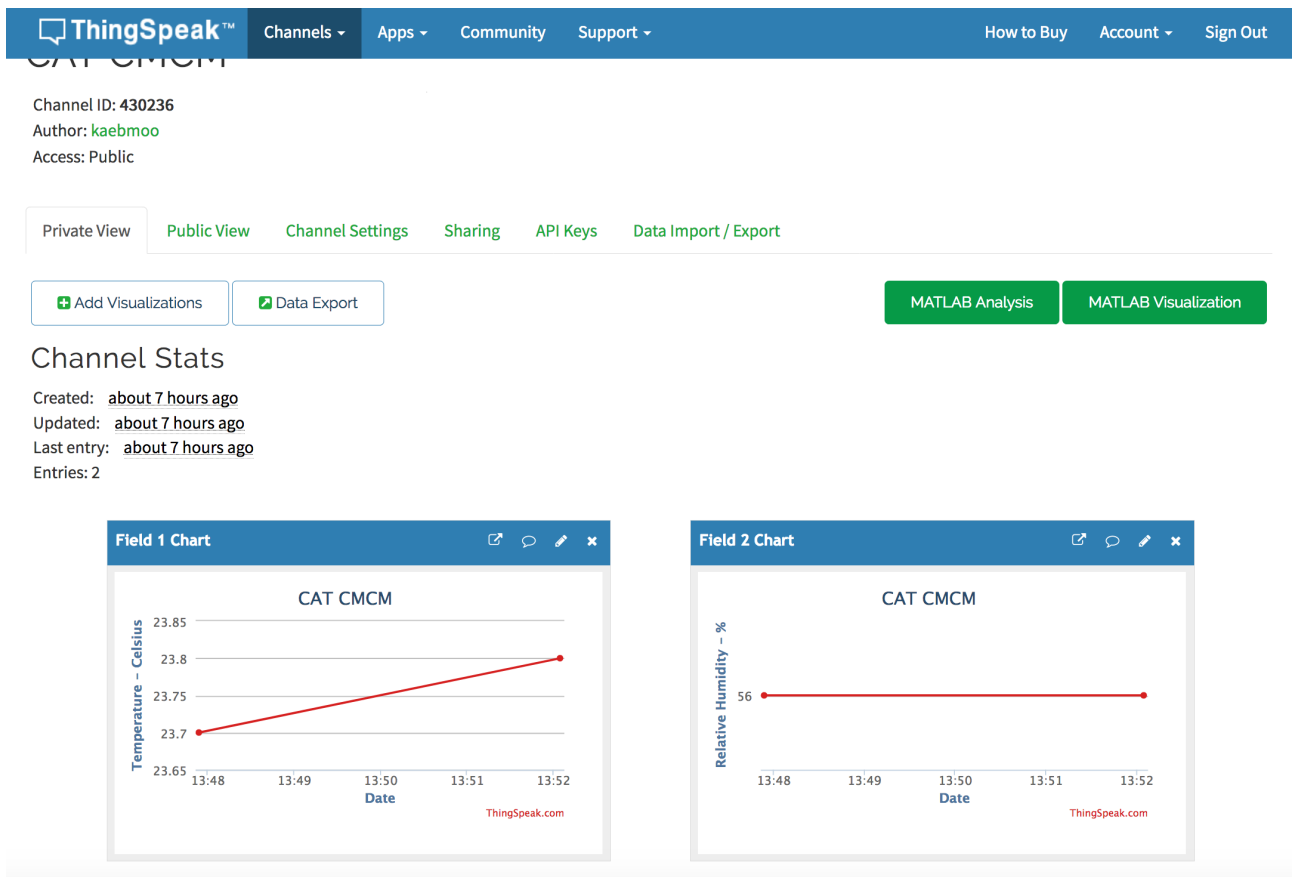 ThingSpeak™ Channels Apps Community Support How to Buy Account Sign Out
CAT CMCM
Channel ID: 430236
Author: kaebmoo
Access: Public
Private View Public View Channel Settings Sharing API Keys Data Import / Export
Add Visualizations Data Export MATLAB Analysis MATLAB Visualization
Channel Stats
Created: about 7 hours ago
Updated: about 7 hours ago
Last entry: about 7 hours ago
Entries: 2
Field 1 Chart
CAT CMCM
Temperature – Celsius
23.85
23.8
23.75
23.7
23.65
13:48 13:49 13:50 13:51 13:52
Date
ThingSpeak.com
Field 2 Chart
CAT CMCM
Relative Humidity – %
56
13:48 13:49 13:50 13:51 13:52
Date
ThingSpeak.com